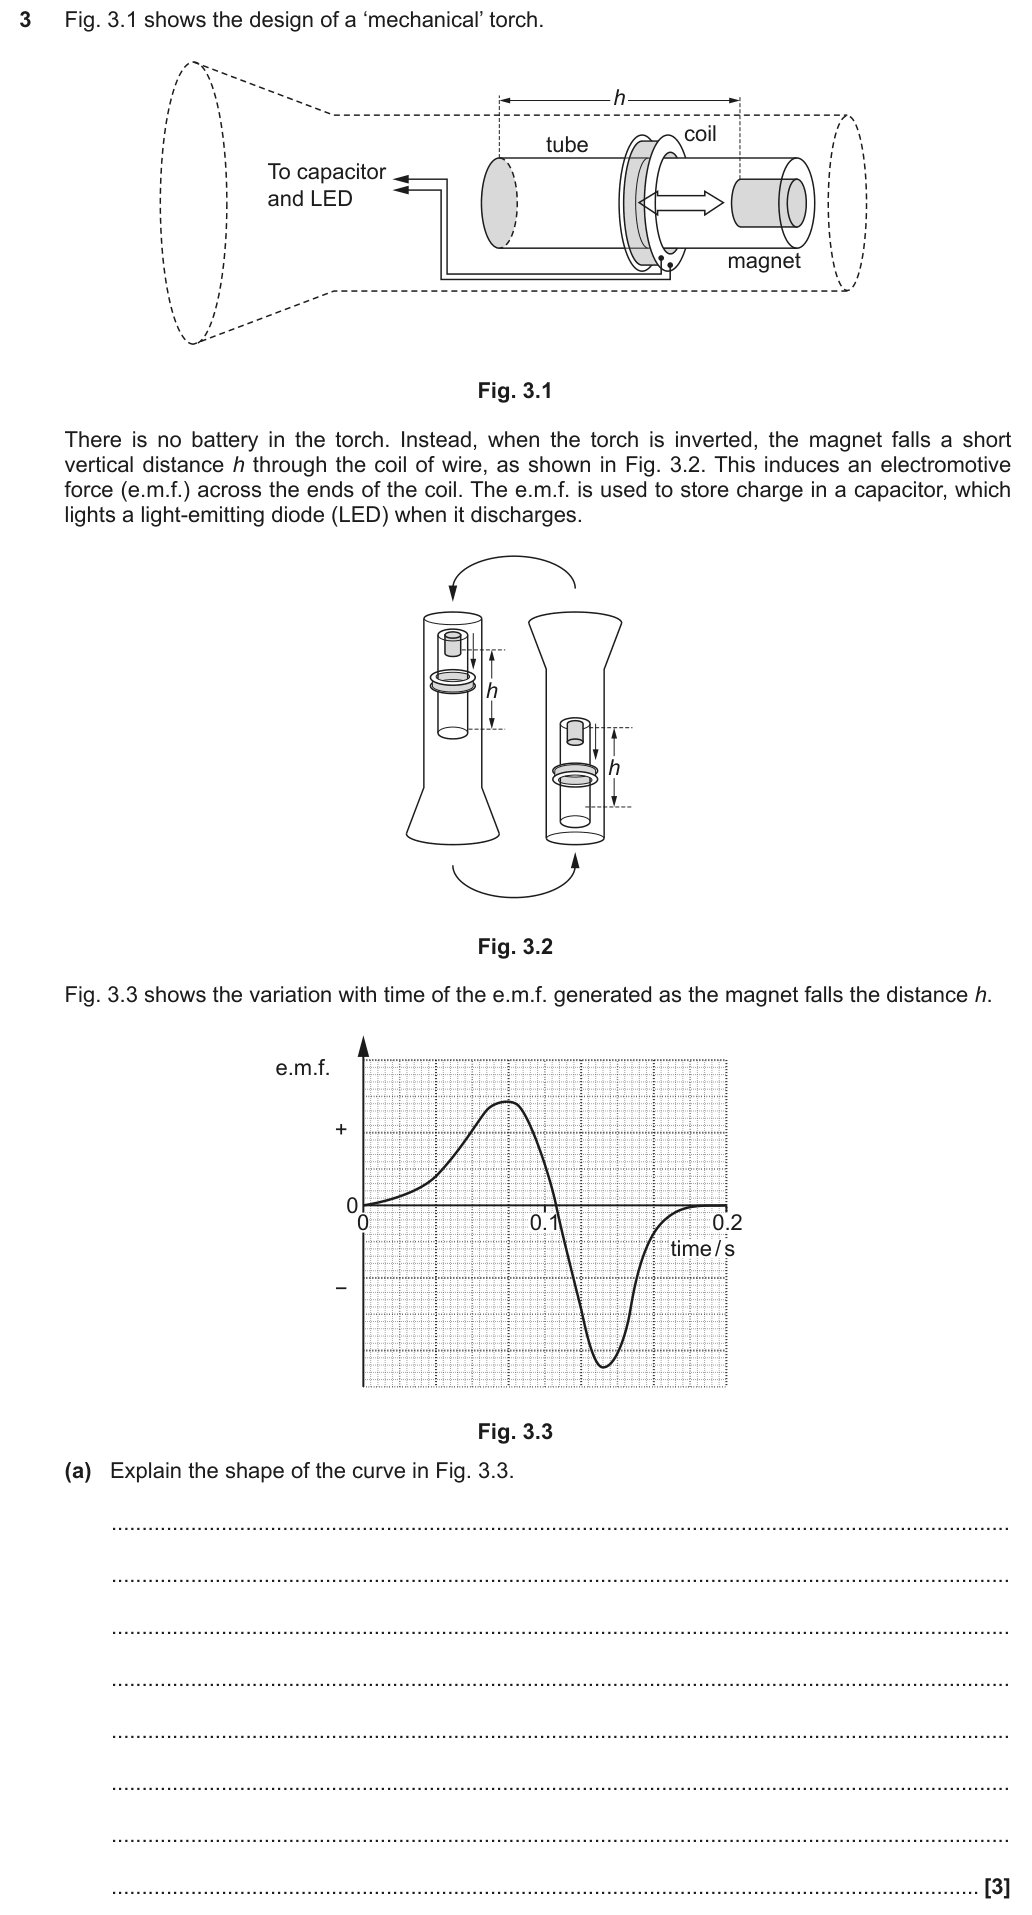 3 Fig. 3.1 shows the design of a ‘mechanical’ torch.
h
tube
coil
To capacitor
and LED
magnet
Fig. 3.1
There is no battery in the torch. Instead, when the torch is inverted, the magnet falls a short
vertical distance h through the coil of wire, as shown in Fig. 3.2. This induces an electromotive
force (e.m.f.) across the ends of the coil. The e.m.f. is used to store charge in a capacitor, which
lights a light-emitting diode (LED) when it discharges.
h
h
Fig. 3.2
Fig. 3.3 shows the variation with time of the e.m.f. generated as the magnet falls the distance h.
e.m.f.
+
0
0
0.1
0.2
time / s
–
Fig. 3.3
(a) Explain the shape of the curve in Fig. 3.3.
[3]